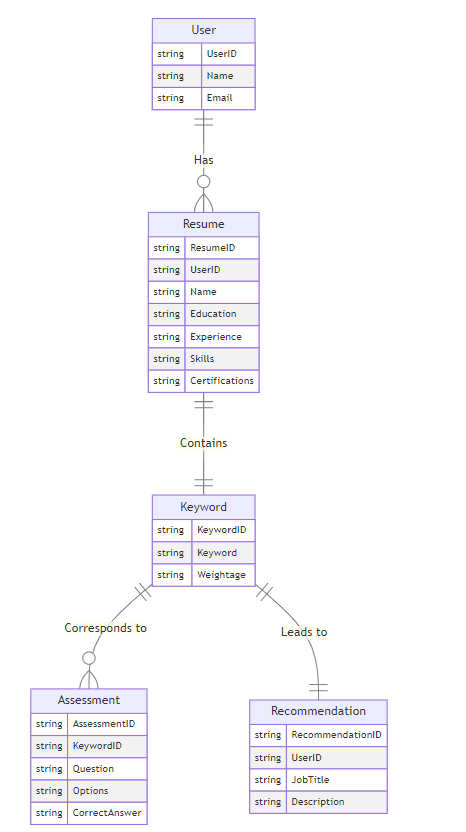 User
string UserID
string Name
string Email
Has
Resume
string ResumeID
string UserID
string Name
string Education
string Experience
string Skills
string Certifications
Contains
Keyword
string KeywordID
string Keyword
string Weightage
Corresponds to
Leads to
Assessment
string AssessmentID
string KeywordID
string Question
string Options
string CorrectAnswer
Recommendation
string RecommendationID
string UserID
string JobTitle
string Description